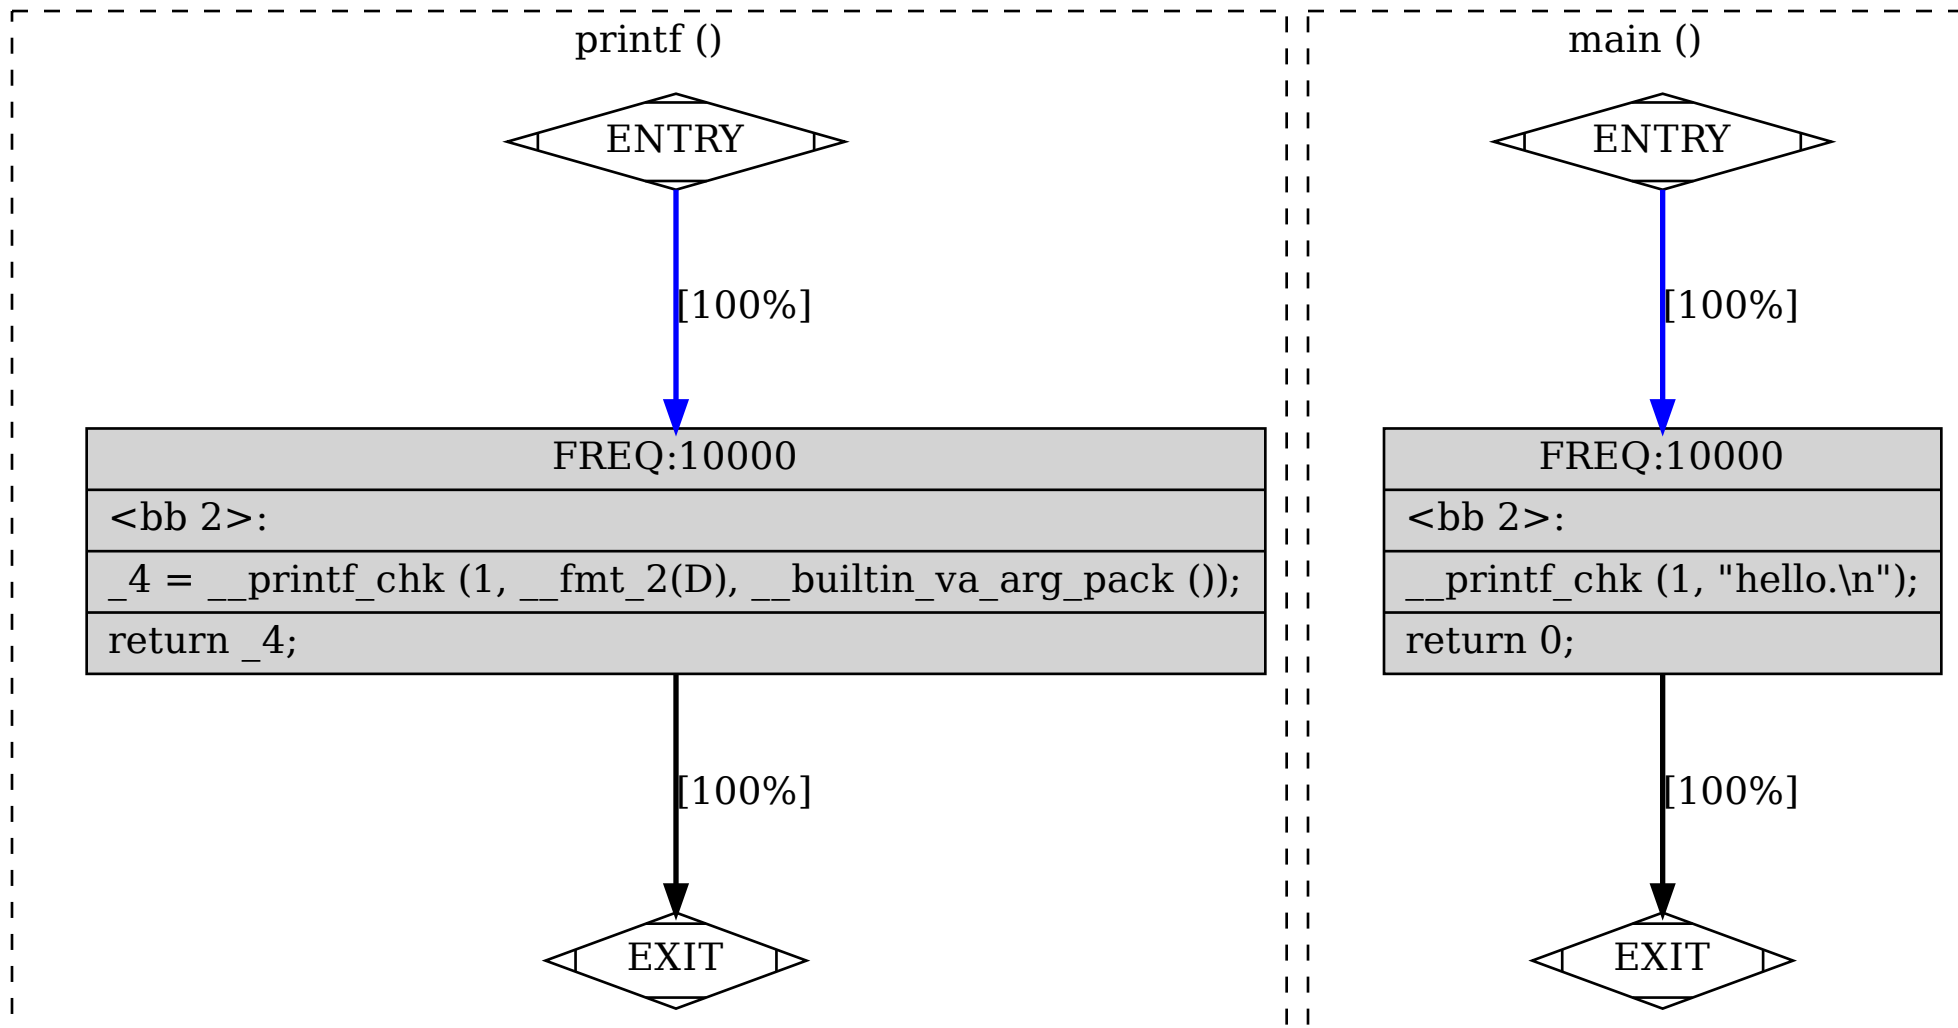 printf ()
ENTRY
[100%]
FREQ:10000
<bb 2>:
_4 = __printf_chk (1, __fmt_2(D), __builtin_va_arg_pack ());
return _4;
[100%]
EXIT
main ()
ENTRY
[100%]
FREQ:10000
<bb 2>:
__printf_chk (1, "hello.\n");
return 0;
[100%]
EXIT